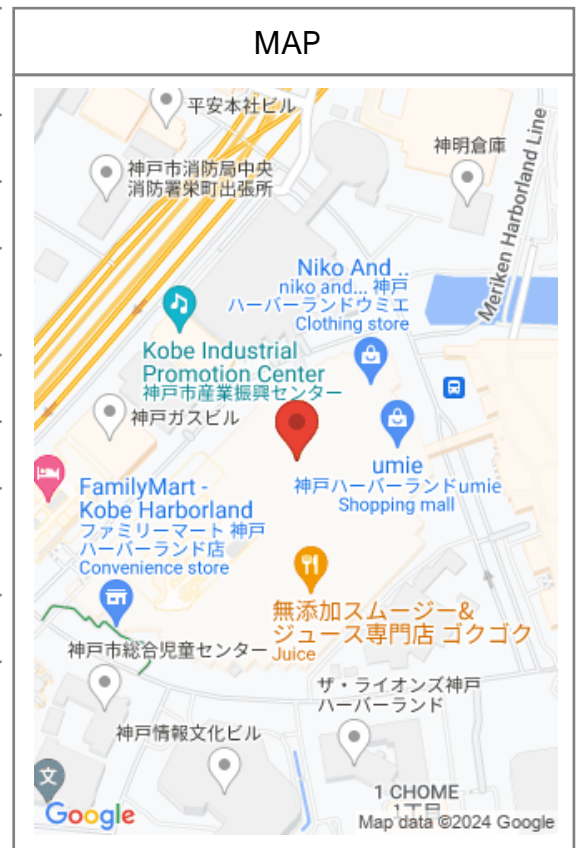 MAP
平安本社ビル
神戸市消防局中央
消防署栄町出張所
神明倉庫
Meriken Harborland Line
Niko And ..
niko and... 神戸
ハーバーランドウミエ
Clothing store
Kobe Industrial
Promotion Center
神戸市産業振興センター
神戸ガスビル
umie
神戸ハーバーランドumie
Shopping mall
FamilyMart -
Kobe Harborland
ファミリーマート 神戸
ハーバーランド店
Convenience store
無添加スムージー&
ジュース専門店 ゴクゴク
Juice
神戸市総合児童センター
ザ・ライオンズ神戸
ハーバーランド
神戸情報文化ビル
文
1 CHOME
1丁目
Google
Map data ©2024 Google